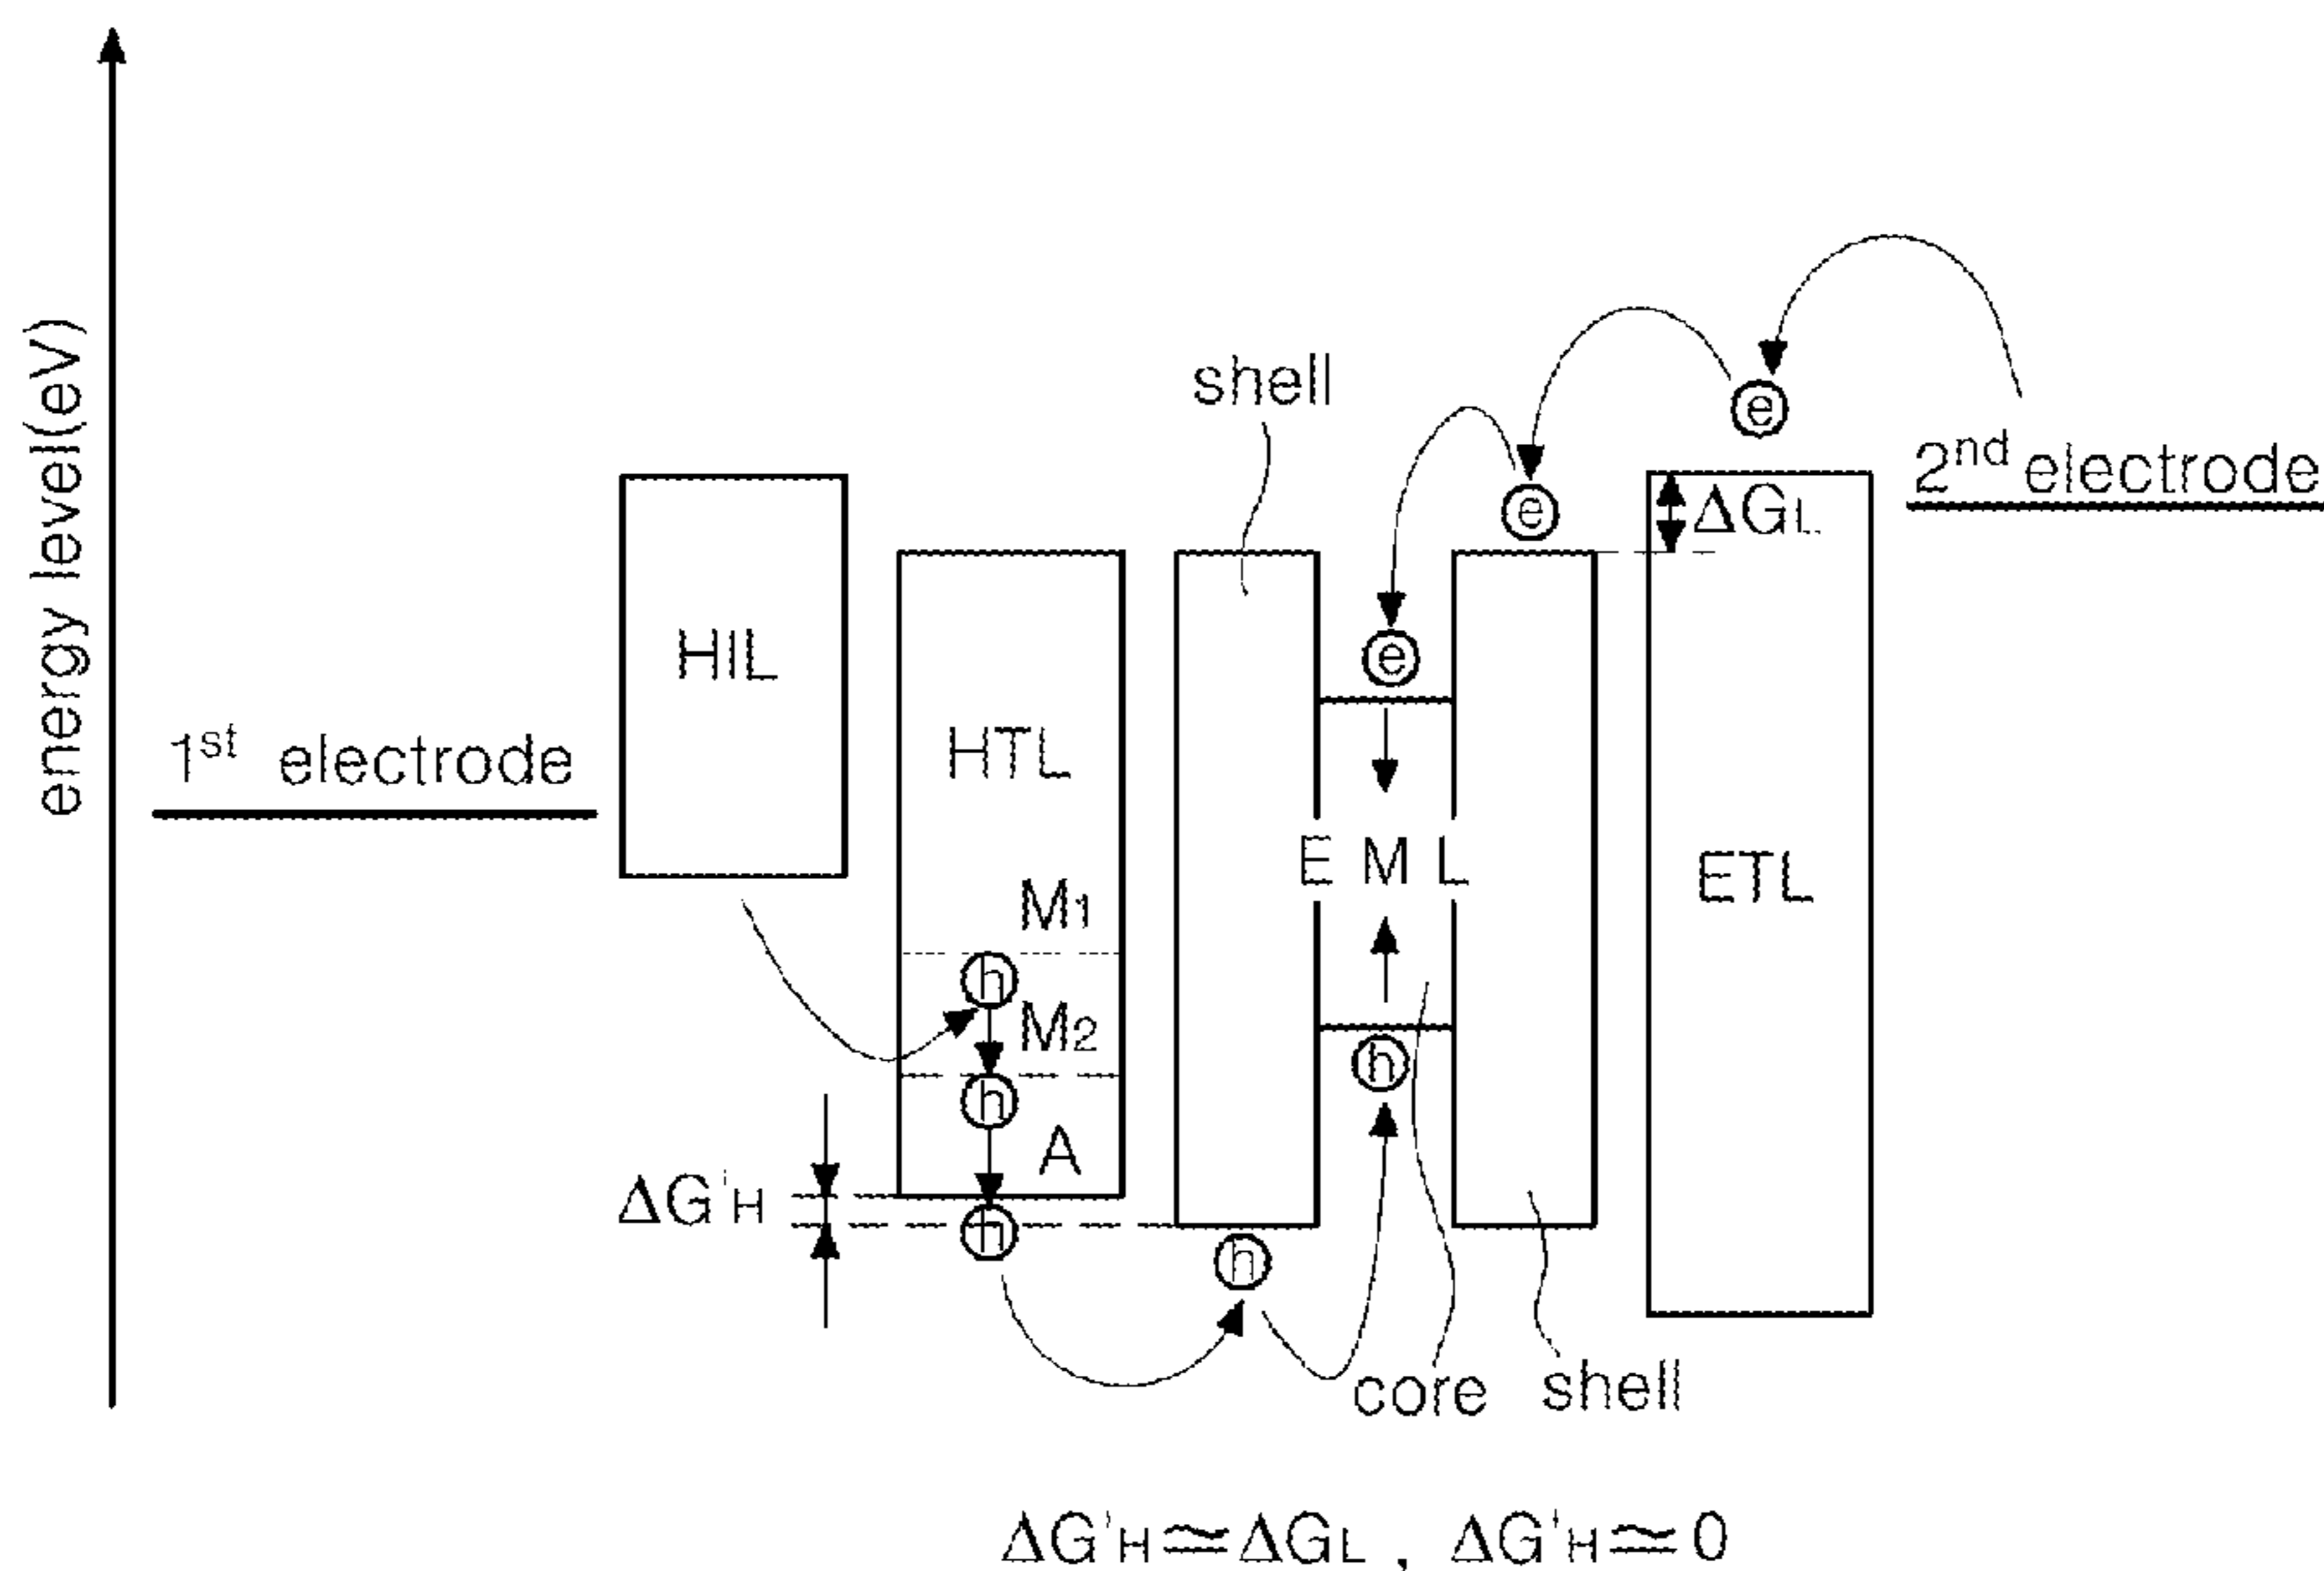 energy level(eV)
1st electrode
HIL
HTL
M1
h
M2
h
A
h
ΔG'H
shell
h
e
E M L
h
core
e
shell
e
ΔGL
ETL
2nd electrode
ΔG'H≃ΔGL , ΔG'H≃0